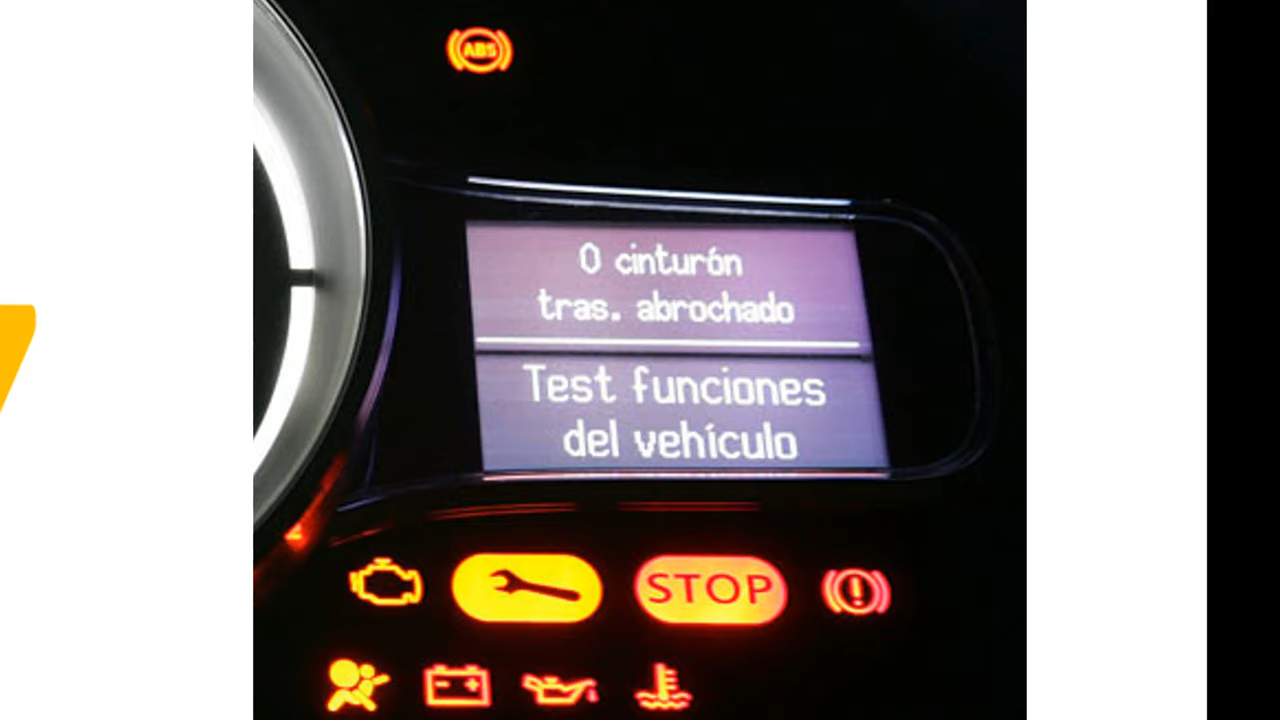 ABS
0 cinturón
tras. abrochado
Test funciones
del vehículo
STOP